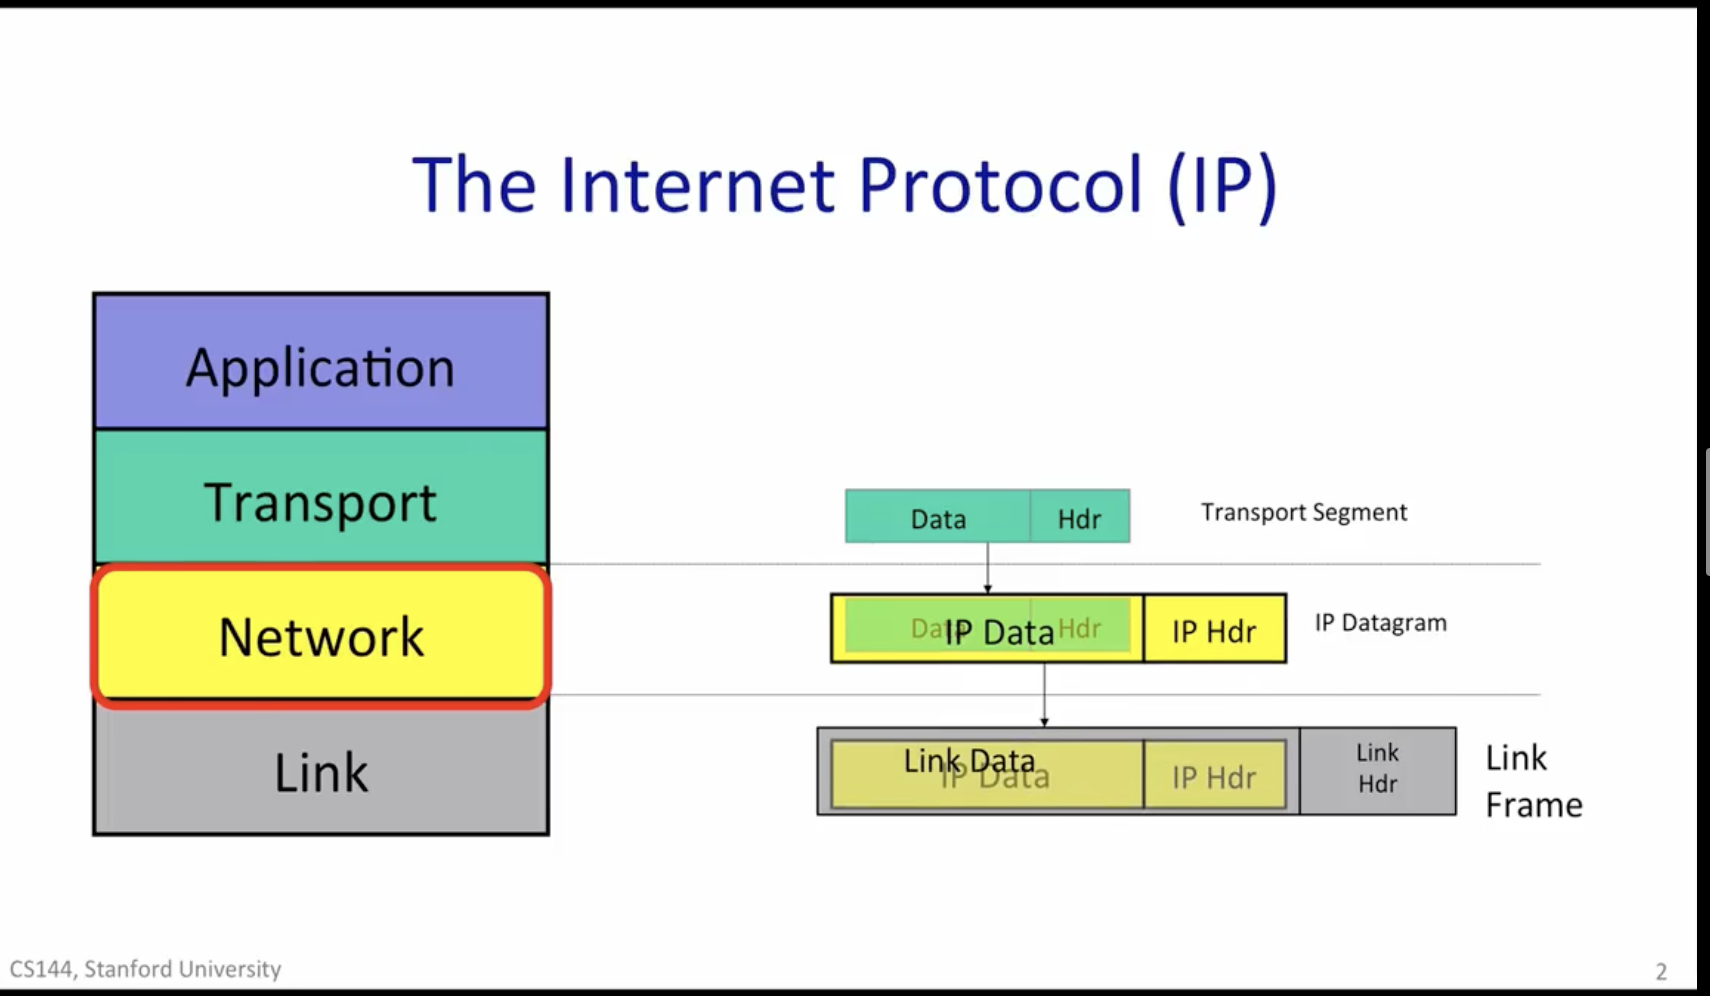 The Internet Protocol (IP)
Application
Transport
Network
Link
Data Hdr Transport Segment
Data Hdr
IP Data IP Hdr IP Datagram
Link Data
IP Data IP Hdr
Link
Hdr
Link
Frame
CS144, Stanford University
2